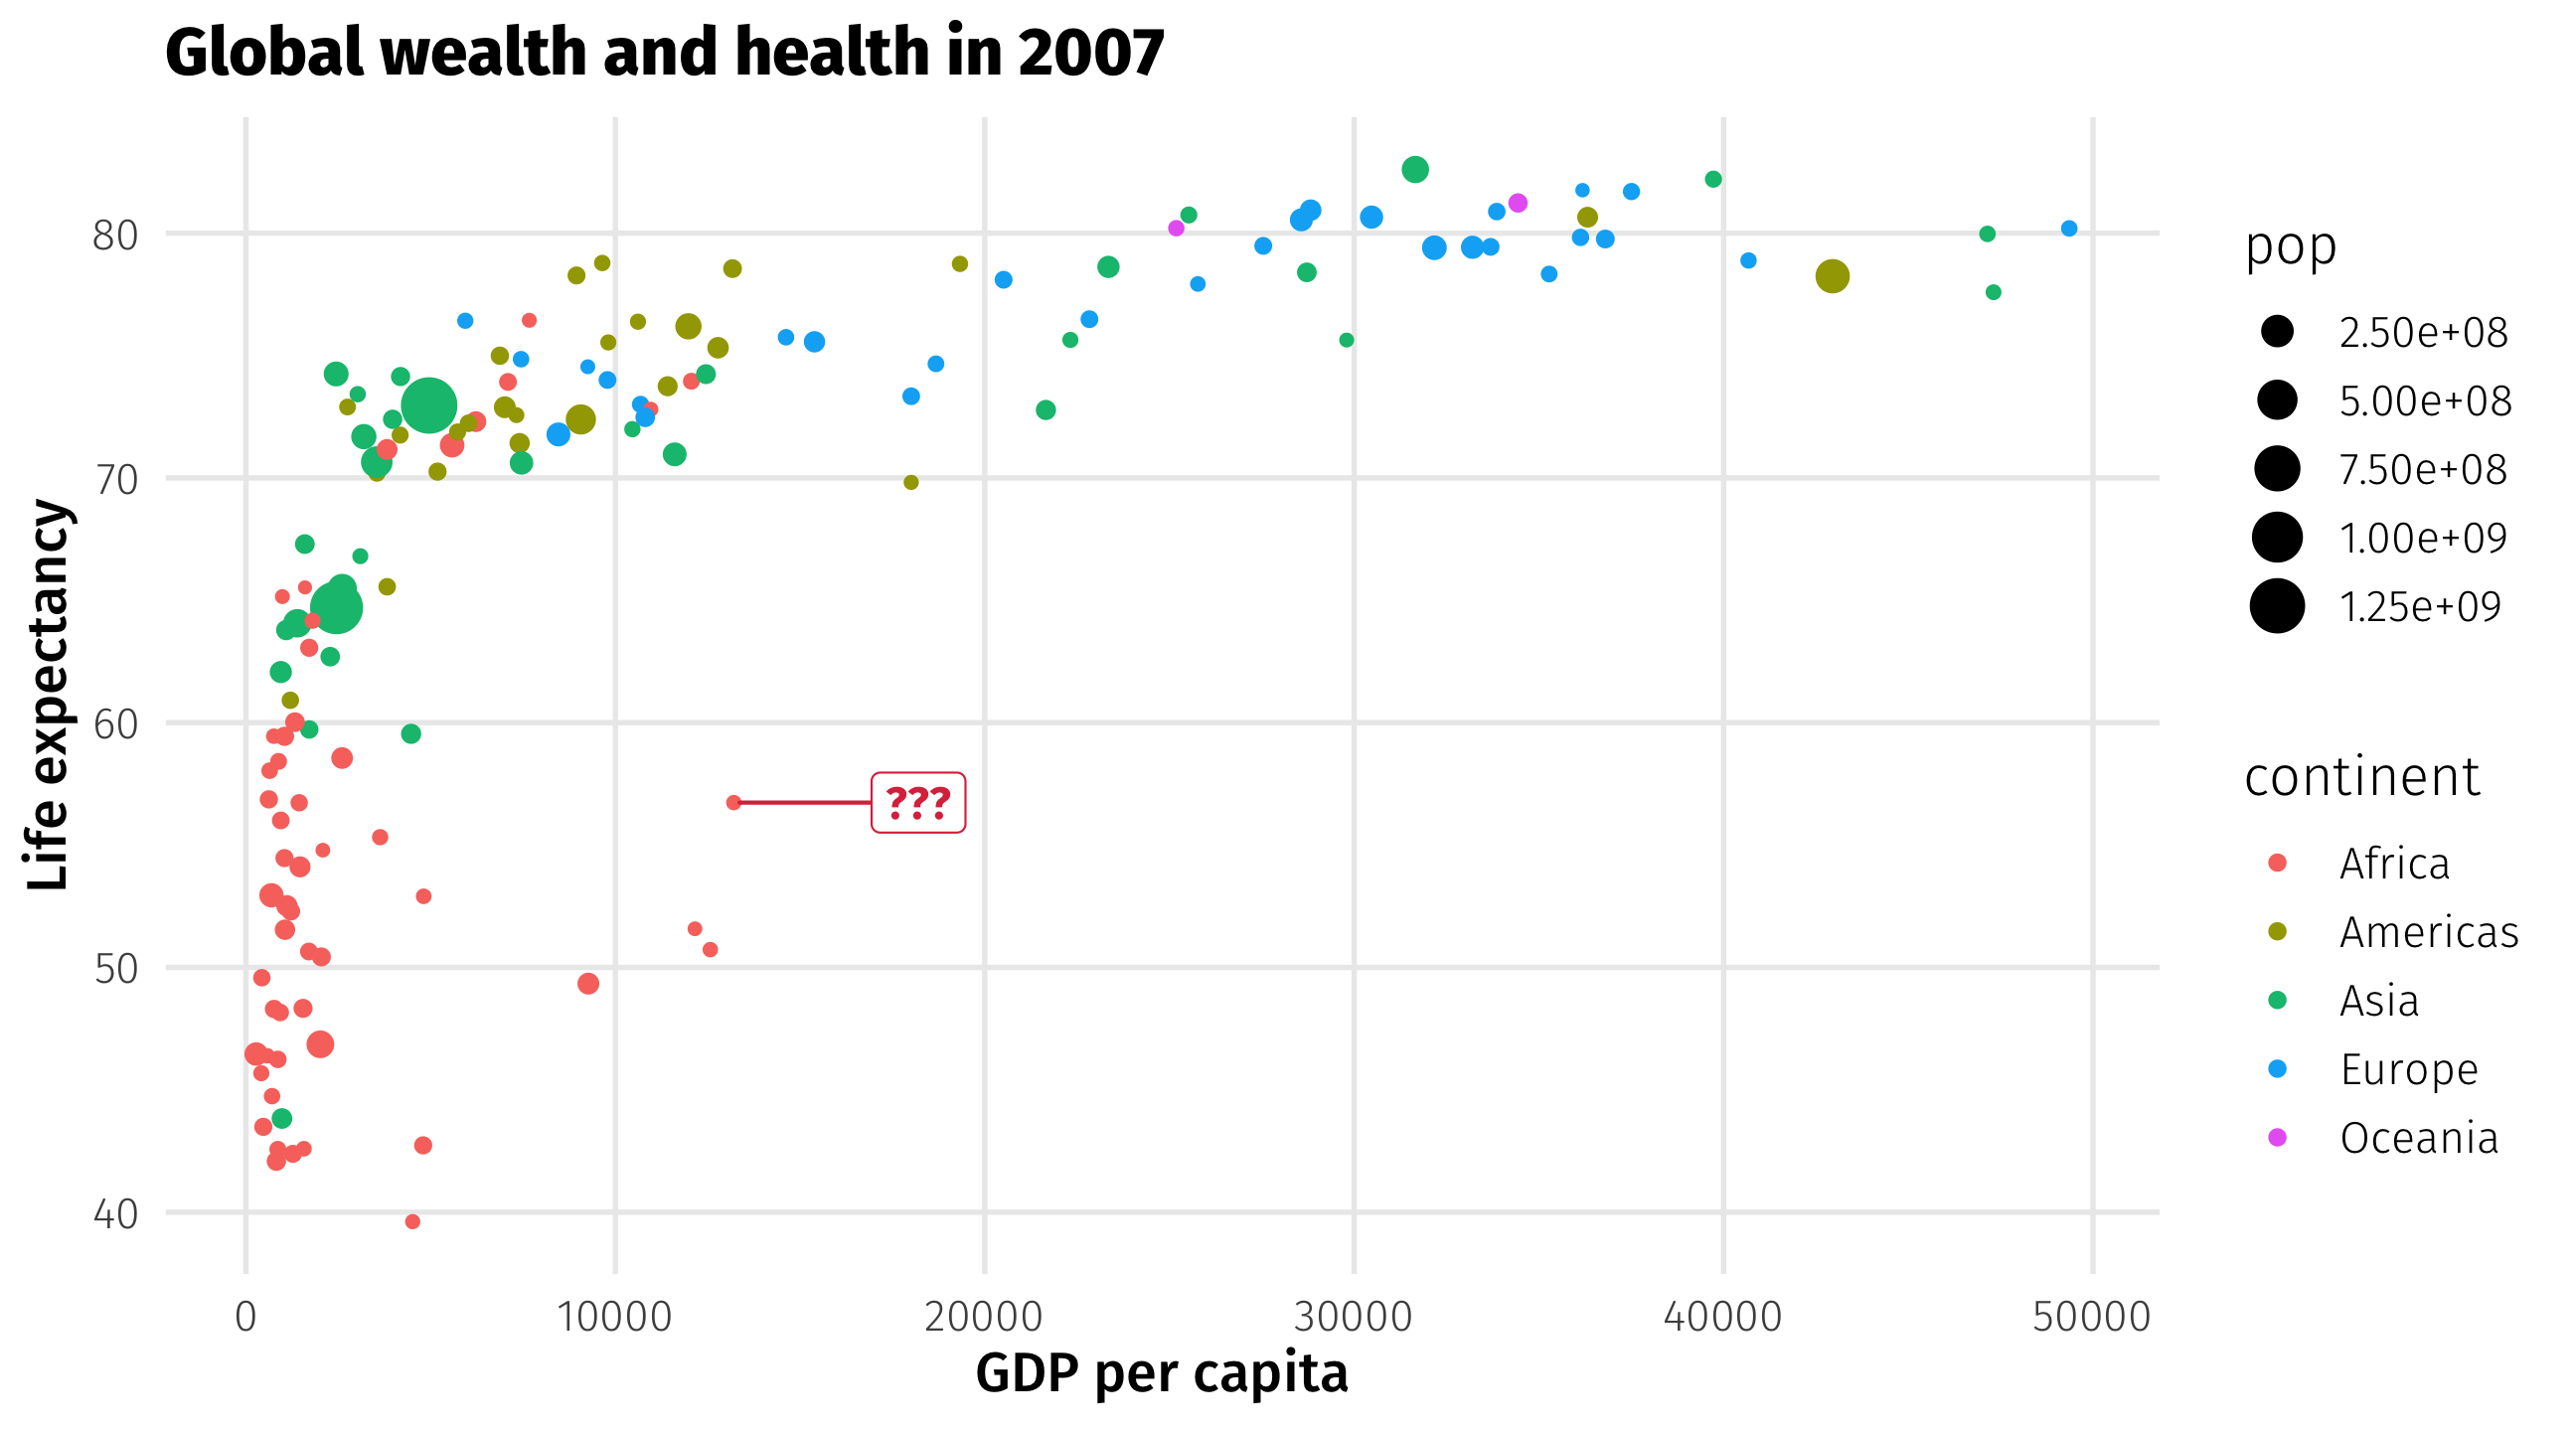 Global wealth and health in 2007
Life expectancy
80
70
60
50
40
???
0 10000 20000 30000 40000 50000
GDP per capita
pop
2.50e+08
5.00e+08
7.50e+08
1.00e+09
1.25e+09
continent
Africa
Americas
Asia
Europe
Oceania